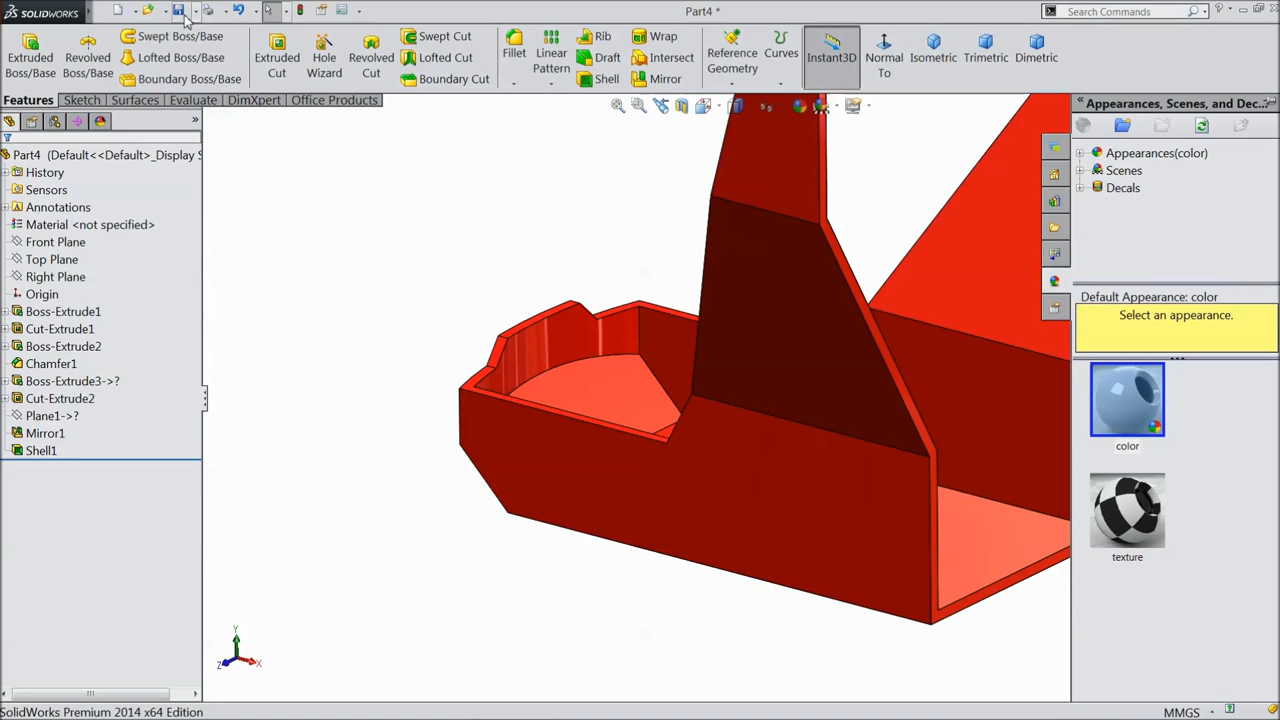 SOLIDWORKS
Part4 *
Search Commands
Extruded Boss/Base
Revolved Boss/Base
Swept Boss/Base
Lofted Boss/Base
Boundary Boss/Base
Extruded Cut
Hole Wizard
Revolved Cut
Swept Cut
Lofted Cut
Boundary Cut
Fillet
Linear Pattern
Rib
Draft
Shell
Wrap
Intersect
Mirror
Reference Geometry
Curves
Instant3D
Normal To
Isometric
Trimetric
Dimetric
Features
Sketch
Surfaces
Evaluate
DimXpert
Office Products
Part4 (Default<<Default>_Display S
History
Sensors
Annotations
Material <not specified>
Front Plane
Top Plane
Right Plane
Origin
Boss-Extrude1
Cut-Extrude1
Boss-Extrude2
Chamfer1
Boss-Extrude3->?
Cut-Extrude2
Plane1->?
Mirror1
Shell1
Y
Z
X
Appearances, Scenes, and Dec...
Appearances(color)
Scenes
Decals
Default Appearance: color
Select an appearance.
color
texture
SolidWorks Premium 2014 x64 Edition
MMGS